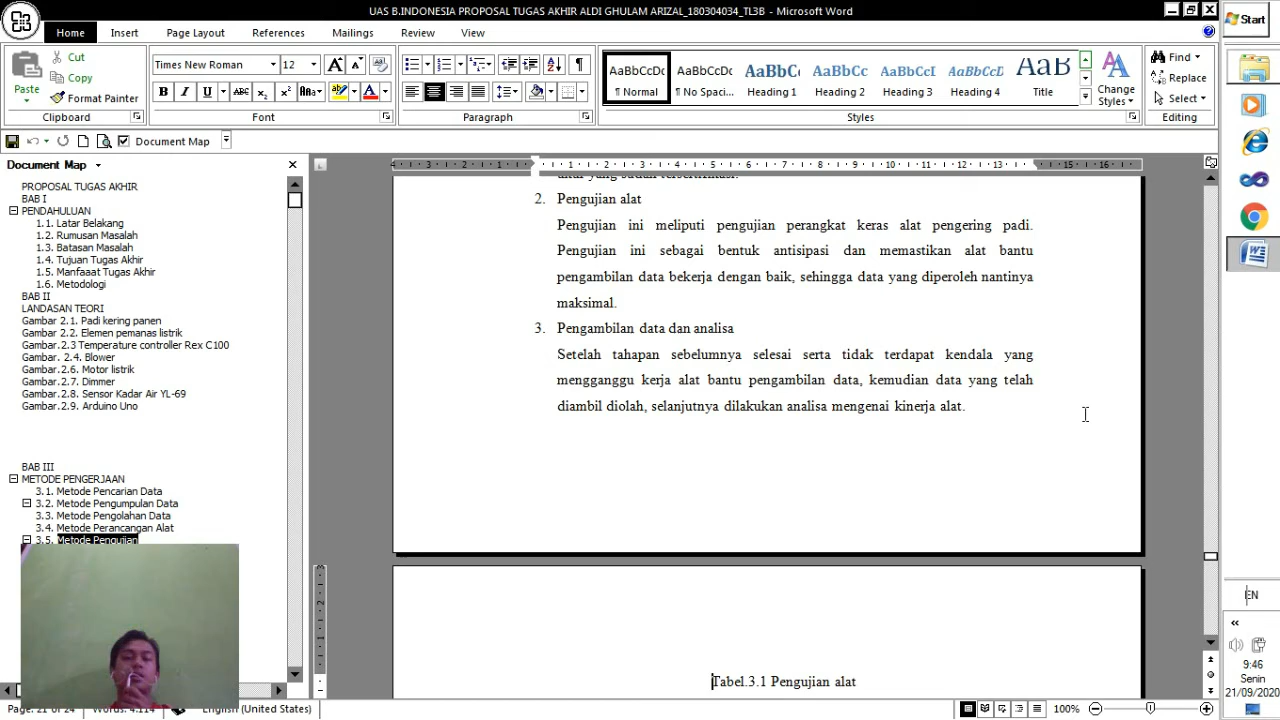 UAS B.INDONESIA PROPOSAL TUGAS AKHIR ALDI GHULAM ARIZAL_180304034_TL3B - Microsoft Word
Start
Home
Insert
Page Layout
References
Mailings
Review
View
Paste
Cut
Copy
Format Painter
Clipboard
Times New Roman
12
Font
Paragraph
AaBbCcDc
¶ Normal
AaBbCcDc
¶ No Spaci...
AaBbC
Heading 1
AaBbCc
Heading 2
AaBbCcI
Heading 3
AaBbCcD
Heading 4
AaB
Title
Change
Styles
Styles
Find
Replace
Select
Editing
Document Map
Document Map
PROPOSAL TUGAS AKHIR
BAB I
PENDAHULUAN
1.1. Latar Belakang
1.2. Rumusan Masalah
1.3. Batasan Masalah
1.4. Tujuan Tugas Akhir
1.5. Manfaaat Tugas Akhir
1.6. Metodologi
BAB II
LANDASAN TEORI
Gambar 2.1. Padi kering panen
Gambar 2.2. Elemen pemanas listrik
Gambar.2.3 Temperature controller Rex C100
Gambar. 2.4. Blower
Gambar.2.6. Motor listrik
Gambar.2.7. Dimmer
Gambar.2.8. Sensor Kadar Air YL-69
Gambar.2.9. Arduino Uno
BAB III
METODE PENGERJAAN
3.1. Metode Pencarian Data
3.2. Metode Pengumpulan Data
3.3. Metode Pengolahan Data
3.4. Metode Perancangan Alat
3.5. Metode Pengujian
ukur yang sudah tersertifikasi.
2. Pengujian alat
Pengujian ini meliputi pengujian perangkat keras alat pengering padi.
Pengujian ini sebagai bentuk antisipasi dan memastikan alat bantu
pengambilan data bekerja dengan baik, sehingga data yang diperoleh nantinya
maksimal.
3. Pengambilan data dan analisa
Setelah tahapan sebelumnya selesai serta tidak terdapat kendala yang
mengganggu kerja alat bantu pengambilan data, kemudian data yang telah
diambil diolah, selanjutnya dilakukan analisa mengenai kinerja alat.
Tabel.3.1 Pengujian alat
Page: 21 of 24
Words: 4.114
English (United States)
100%
EN
9:46
Senin
21/09/2020